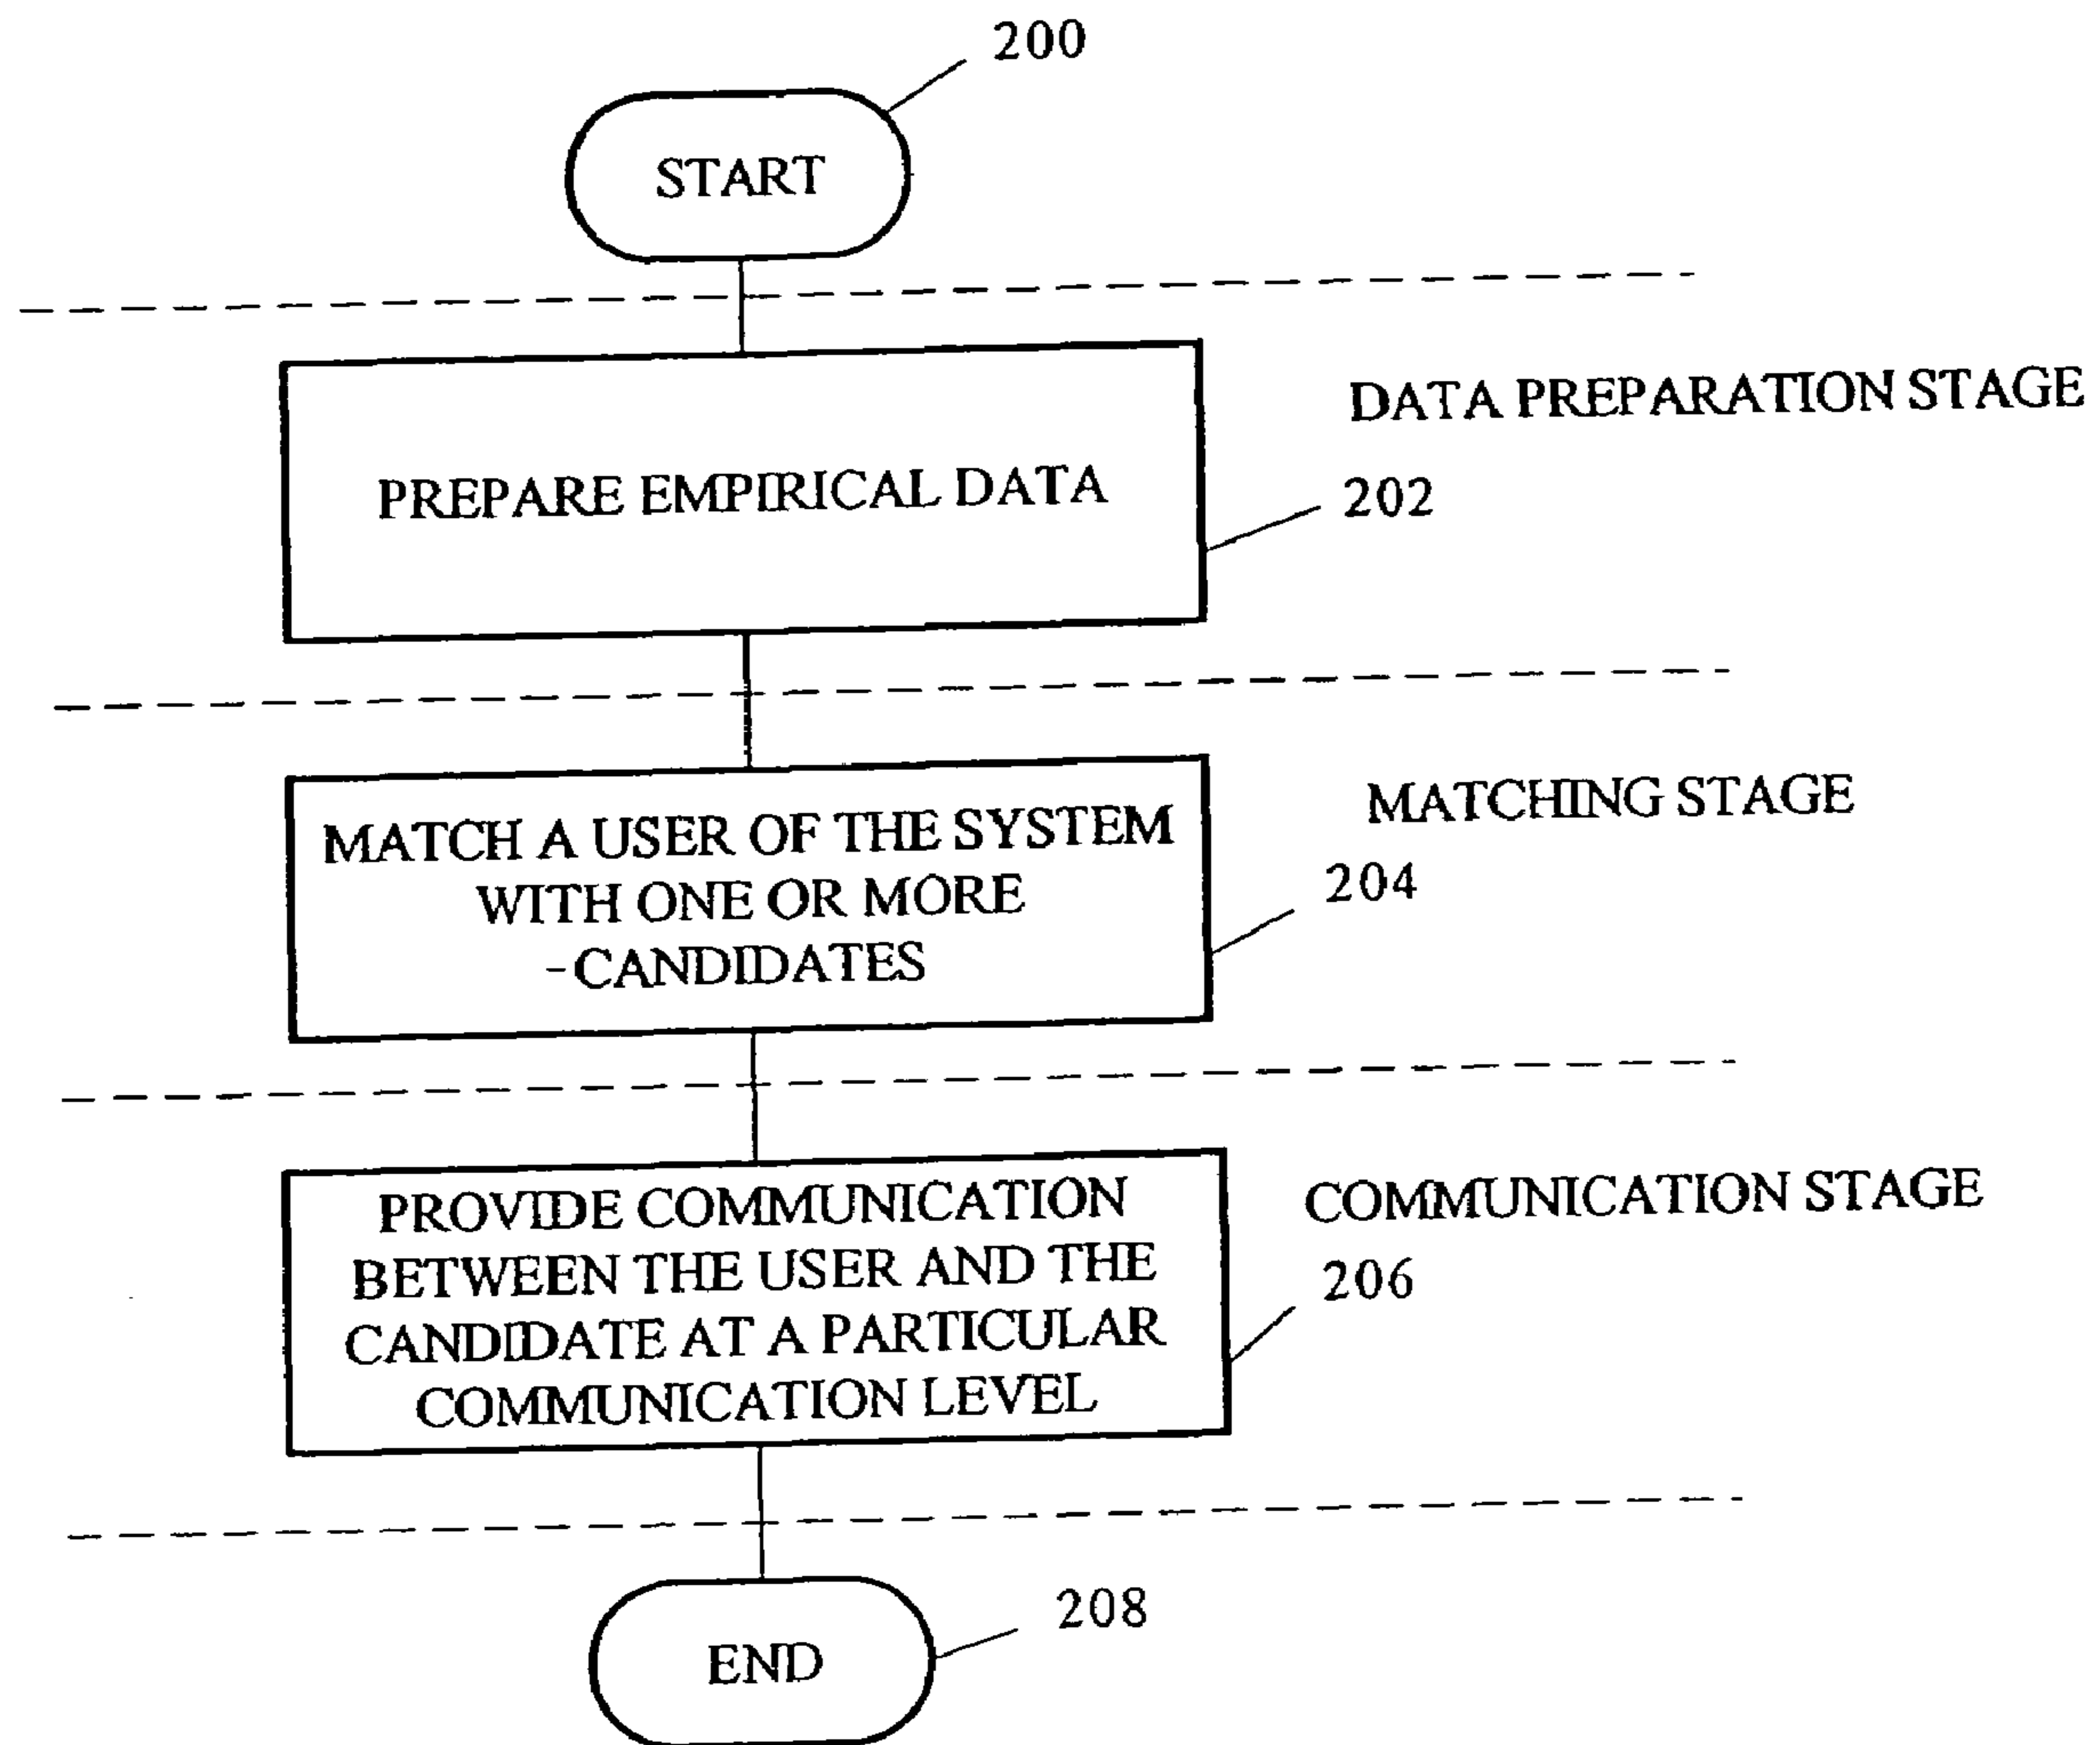 200
START
DATA PREPARATION STAGE
PREPARE EMPIRICAL DATA
202
MATCHING STAGE
MATCH A USER OF THE SYSTEM
WITH ONE OR MORE
-CANDIDATES
204
COMMUNICATION STAGE
PROVIDE COMMUNICATION
BETWEEN THE USER AND THE
CANDIDATE AT A PARTICULAR
COMMUNICATION LEVEL
206
208
END